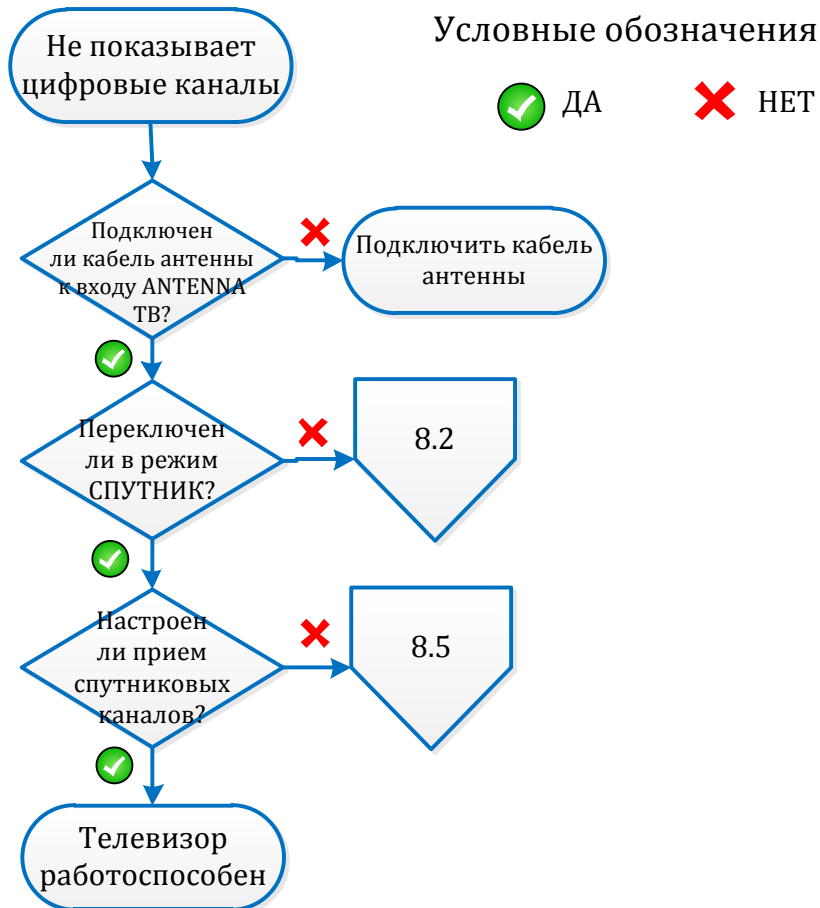 Не показывает
цифровые каналы
Условные обозначения
ДА
НЕТ
Подключен
ли кабель антенны
к входу ANTENNA
ТВ?
Подключить кабель
антенны
Переключен
ли в режим
СПУТНИК?
8.2
Настроен
ли прием
спутниковых
каналов?
8.5
Телевизор
работоспособен